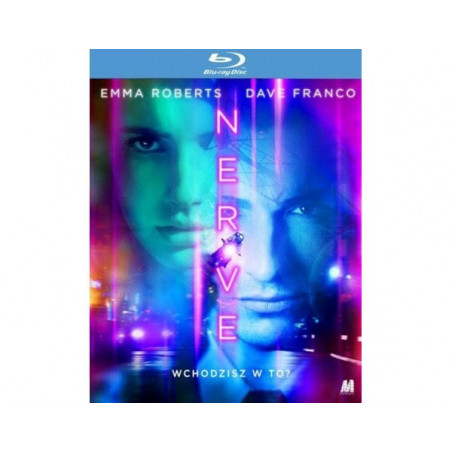 Blu-ray Disc
EMMA ROBERTS DAVE FRANCO
NERVE
WCHODZISZ W TO?
M